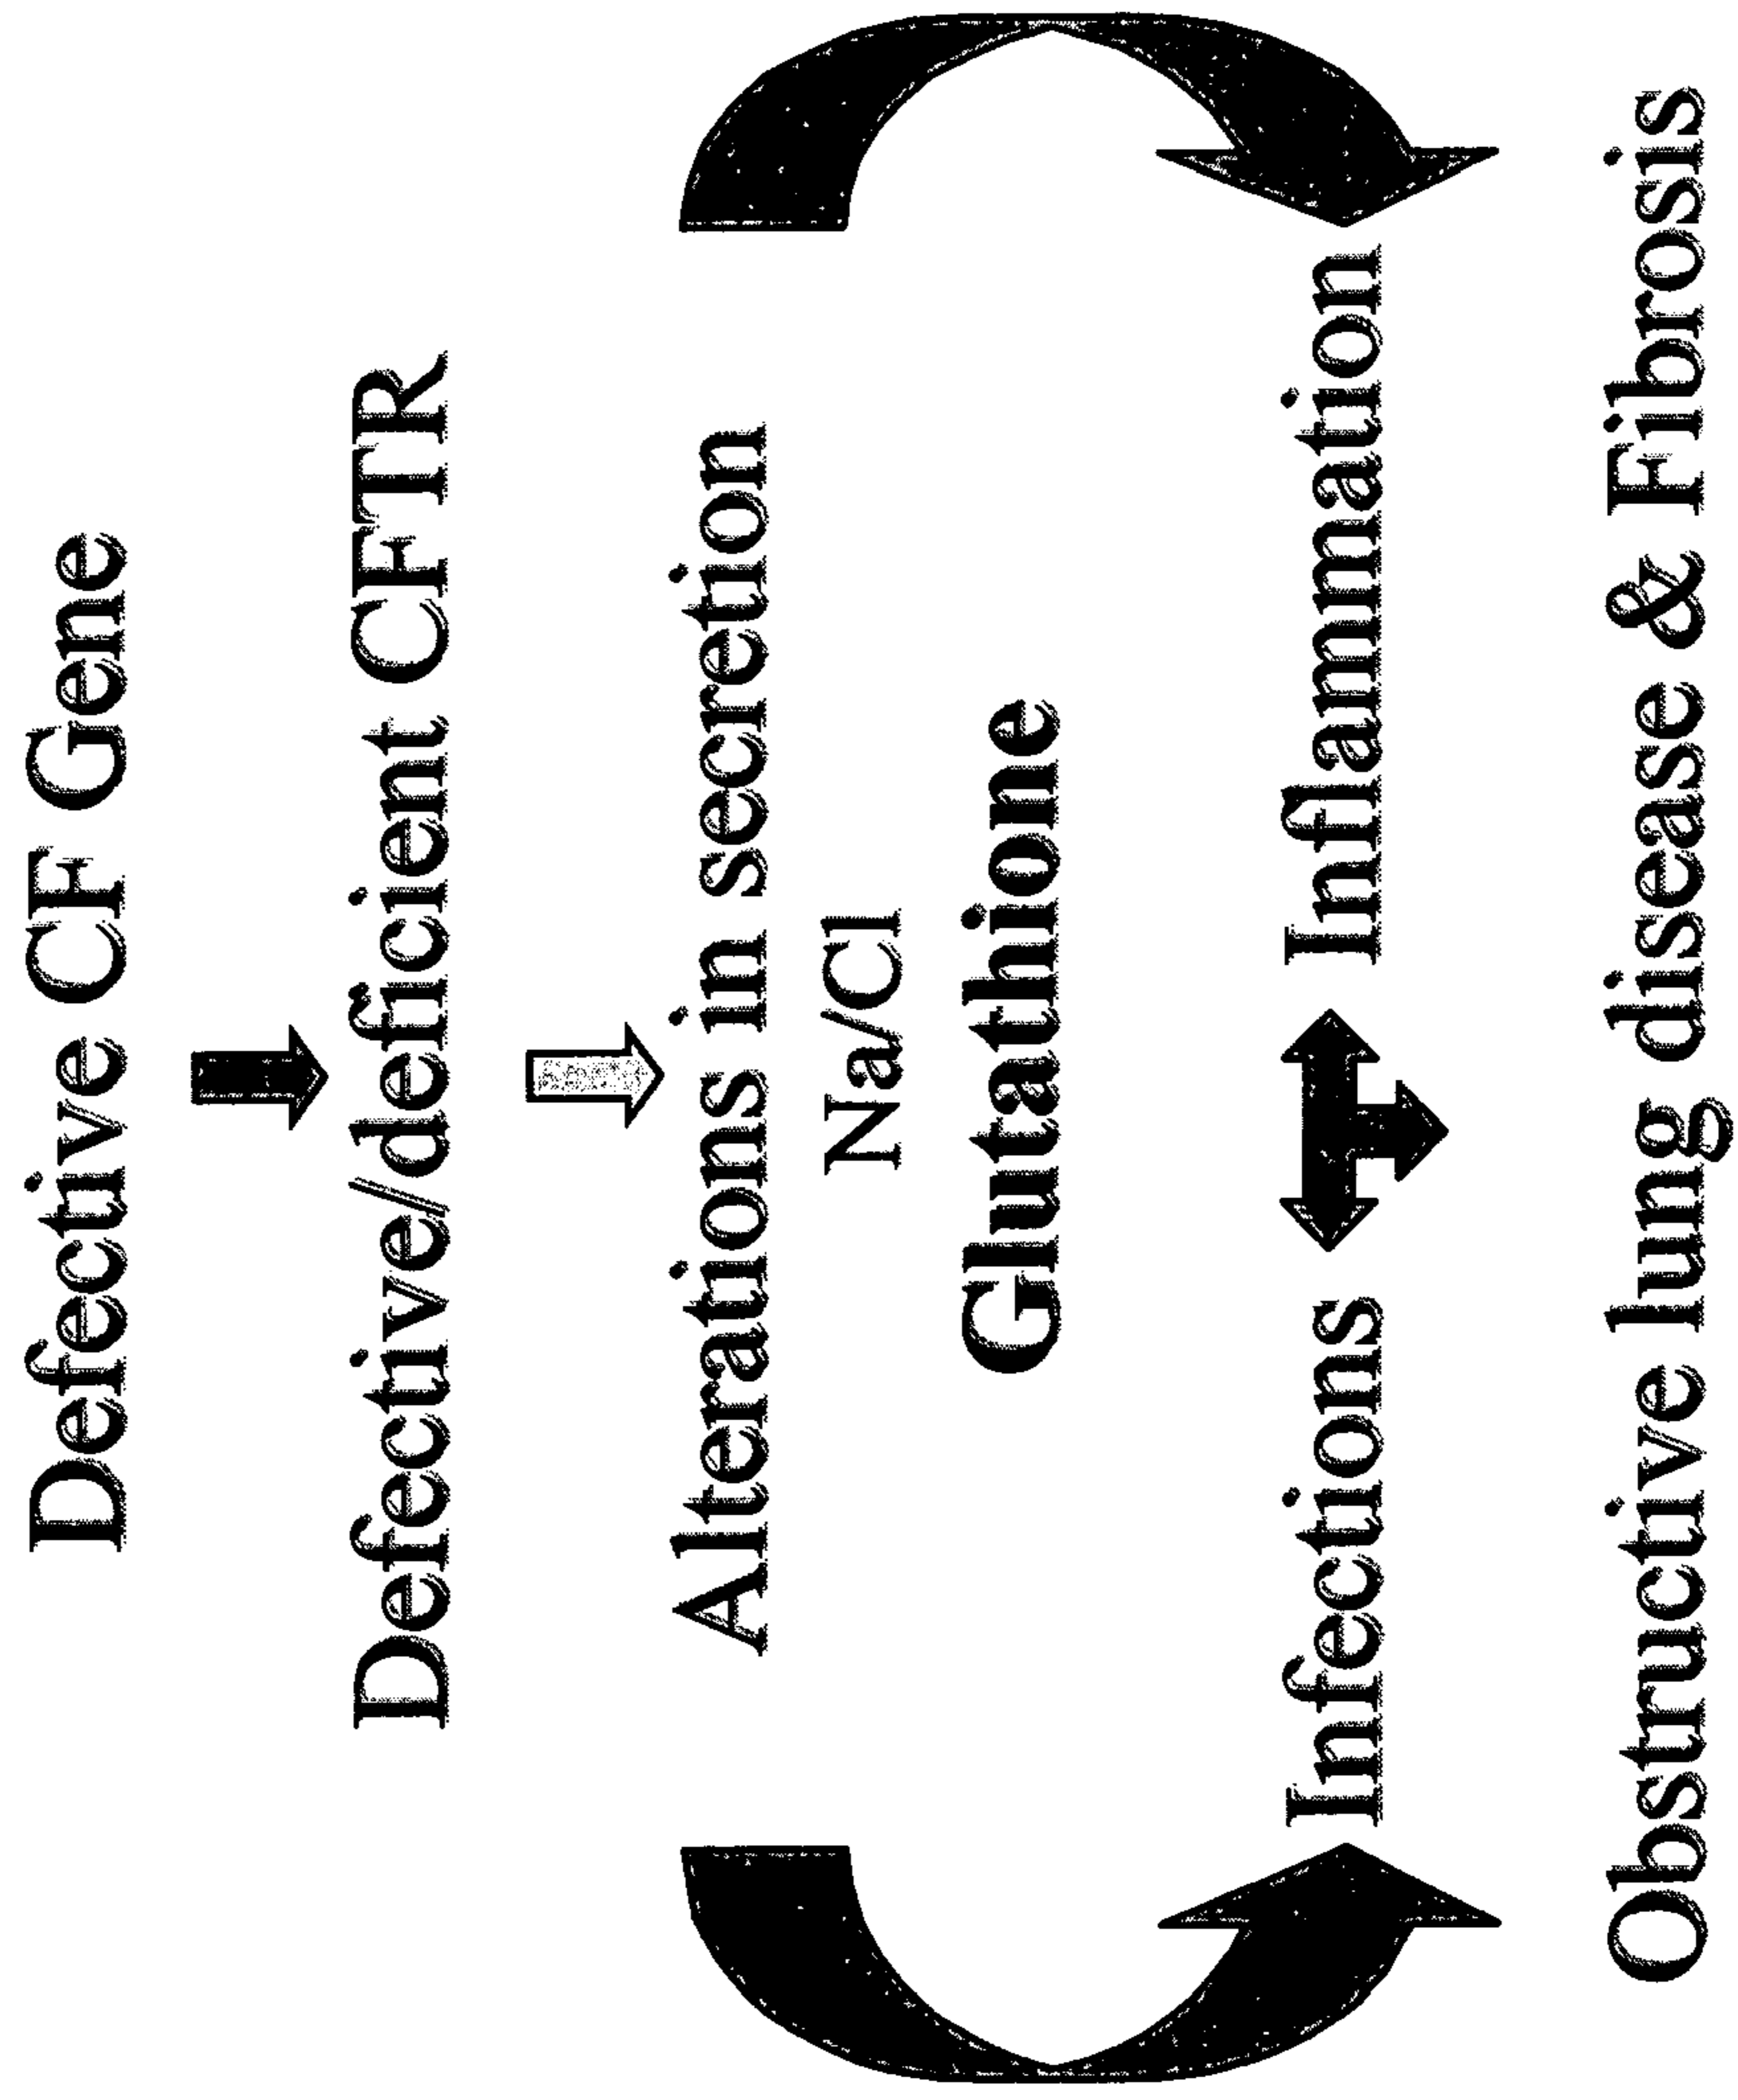 Defective CF Gene
Defective/deficient CFTR
Alterations in secretion
Na/Cl
Glutathione
Infections Inflammation
Obstructive lung disease & Fibrosis